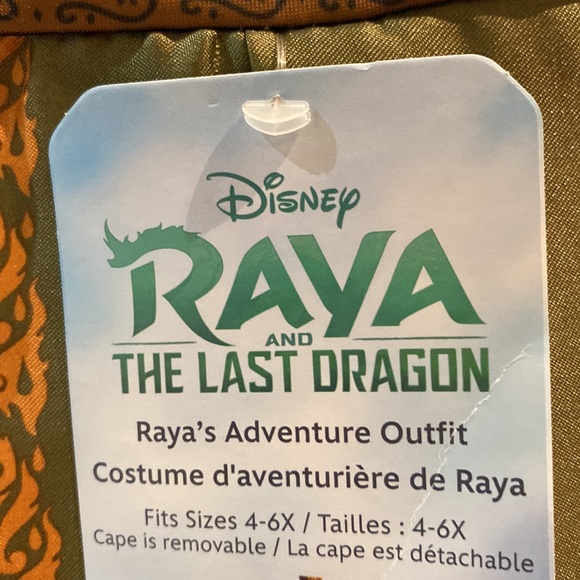 Disney
RAYA
AND
THE LAST DRAGON
Raya's Adventure Outfit
Costume d'aventurière de Raya
Fits Sizes 4-6X / Tailles : 4-6X
Cape is removable / La cape est détachable